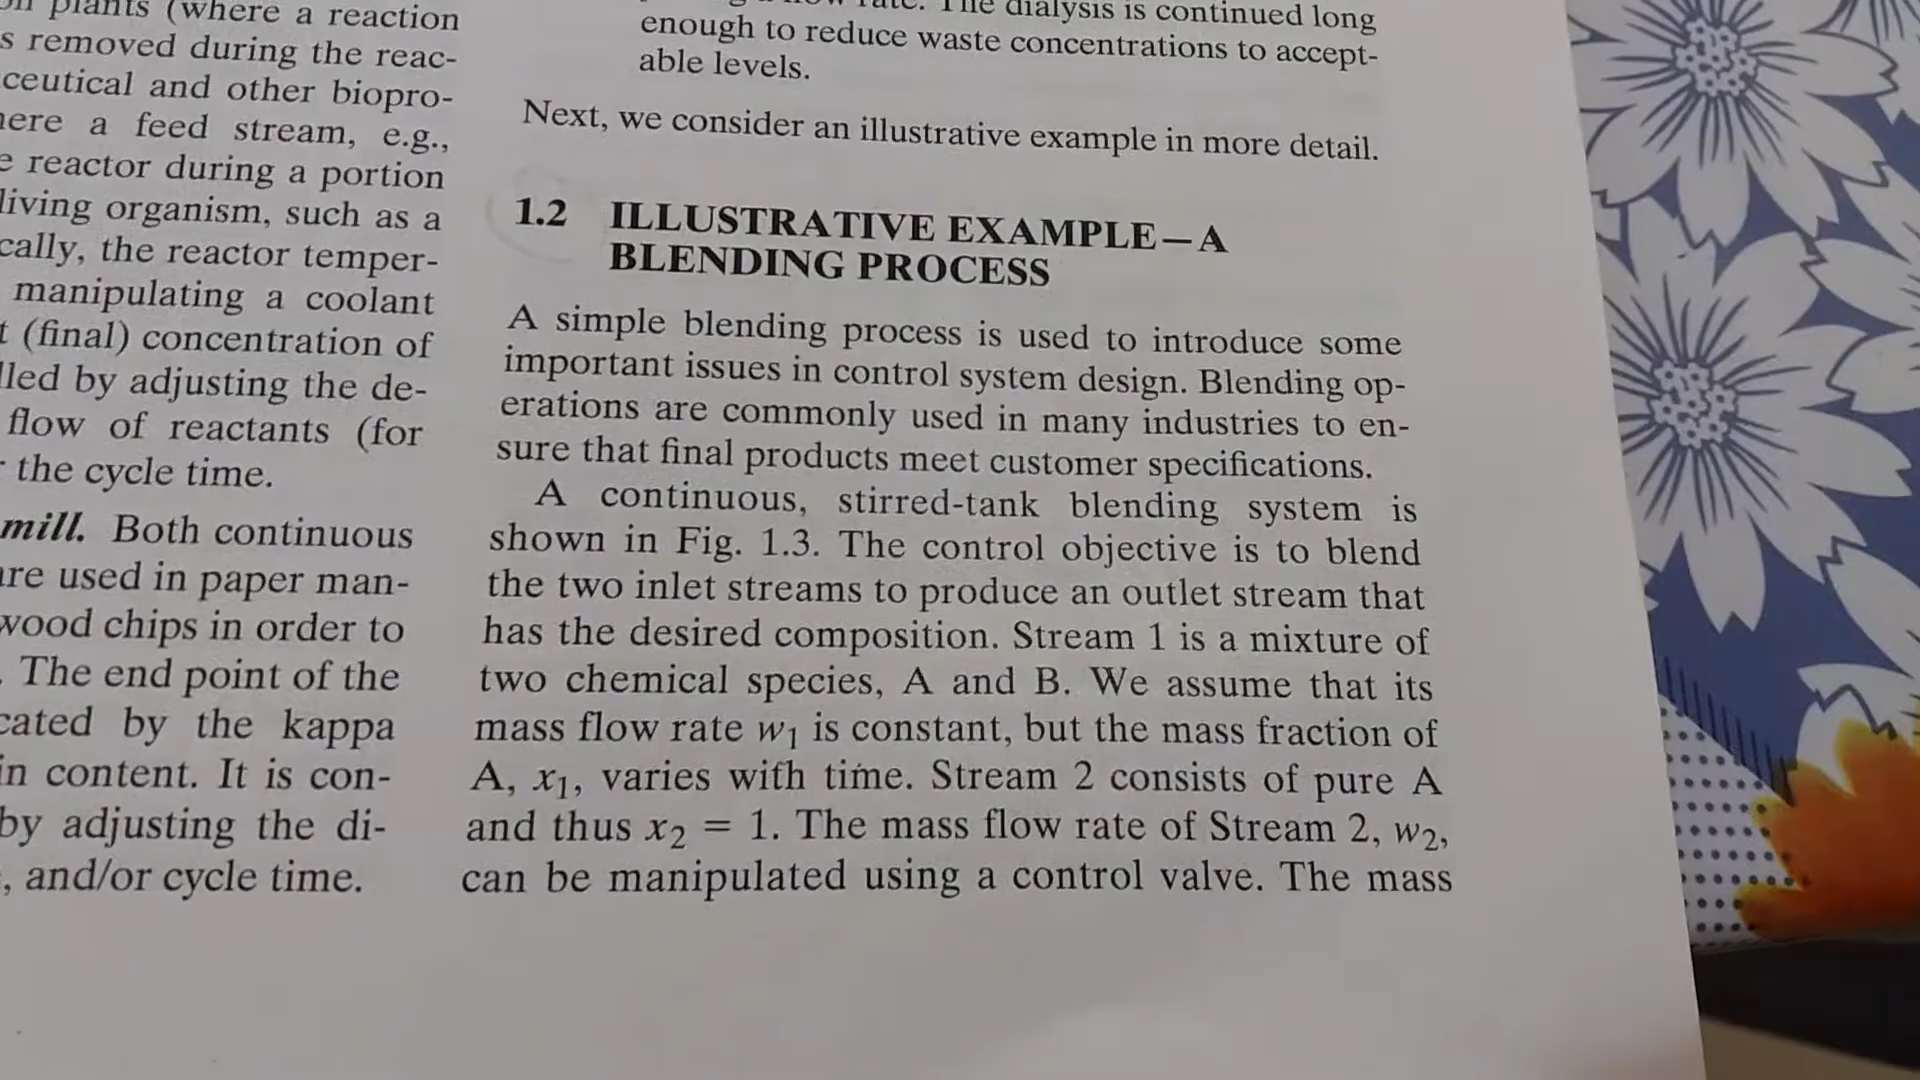 plants (where a reaction
s removed during the reac-
ceutical and other biopro-
here a feed stream, e.g.,
e reactor during a portion
living organism, such as a
cally, the reactor temper-
manipulating a coolant
t (final) concentration of
lled by adjusting the de-
flow of reactants (for
the cycle time.
mill. Both continuous
are used in paper man-
wood chips in order to
. The end point of the
cated by the kappa
in content. It is con-
by adjusting the di-
, and/or cycle time.
rate. The dialysis is continued long
enough to reduce waste concentrations to accept-
able levels.
Next, we consider an illustrative example in more detail.
1.2 ILLUSTRATIVE EXAMPLE—A
BLENDING PROCESS
A simple blending process is used to introduce some
important issues in control system design. Blending op-
erations are commonly used in many industries to en-
sure that final products meet customer specifications.
A continuous, stirred-tank blending system is
shown in Fig. 1.3. The control objective is to blend
the two inlet streams to produce an outlet stream that
has the desired composition. Stream 1 is a mixture of
two chemical species, A and B. We assume that its
mass flow rate w₁ is constant, but the mass fraction of
A, x₁, varies with time. Stream 2 consists of pure A
and thus x₂ = 1. The mass flow rate of Stream 2, w₂,
can be manipulated using a control valve. The mass